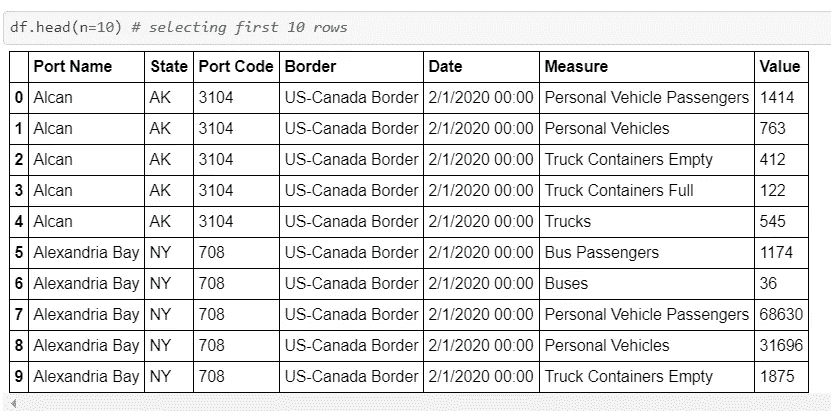 df.head(n=10) # selecting first 10 rows
Port Name State Port Code Border Date Measure Value
0 Alcan AK 3104 US-Canada Border 2/1/2020 00:00 Personal Vehicle Passengers 1414
1 Alcan AK 3104 US-Canada Border 2/1/2020 00:00 Personal Vehicles 763
2 Alcan AK 3104 US-Canada Border 2/1/2020 00:00 Truck Containers Empty 412
3 Alcan AK 3104 US-Canada Border 2/1/2020 00:00 Truck Containers Full 122
4 Alcan AK 3104 US-Canada Border 2/1/2020 00:00 Trucks 545
5 Alexandria Bay NY 708 US-Canada Border 2/1/2020 00:00 Bus Passengers 1174
6 Alexandria Bay NY 708 US-Canada Border 2/1/2020 00:00 Buses 36
7 Alexandria Bay NY 708 US-Canada Border 2/1/2020 00:00 Personal Vehicle Passengers 68630
8 Alexandria Bay NY 708 US-Canada Border 2/1/2020 00:00 Personal Vehicles 31696
9 Alexandria Bay NY 708 US-Canada Border 2/1/2020 00:00 Truck Containers Empty 1875